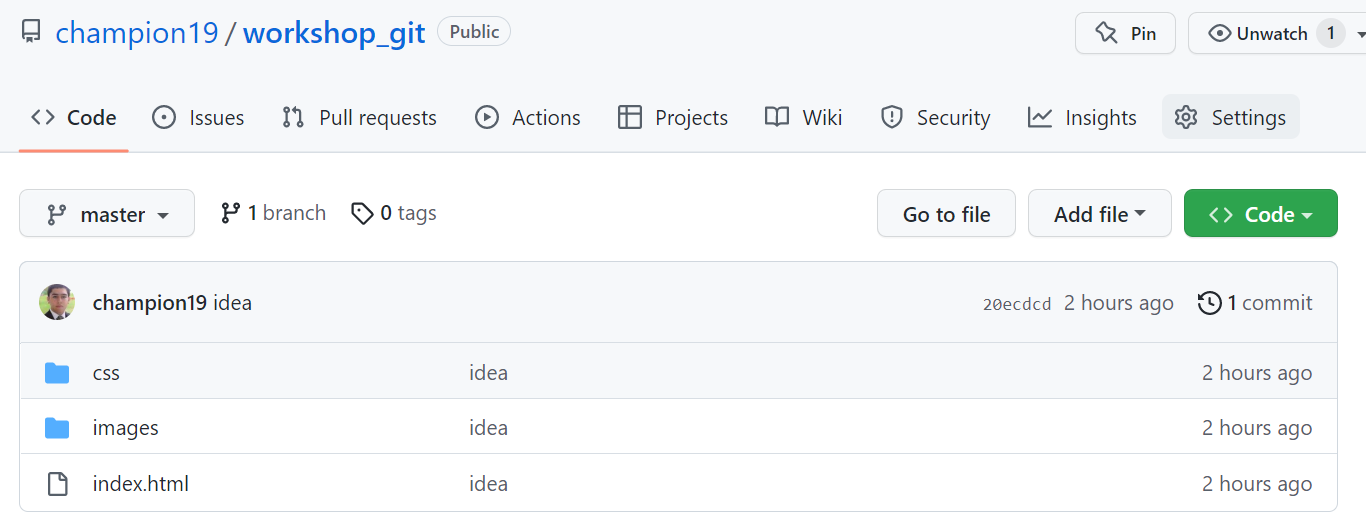 champion19 / workshop_git Public Pin Unwatch 1
Code Issues Pull requests Actions Projects Wiki Security Insights Settings
master 1 branch 0 tags Go to file Add file Code
champion19 idea 20ecdcd 2 hours ago 1 commit
css idea 2 hours ago
images idea 2 hours ago
index.html idea 2 hours ago